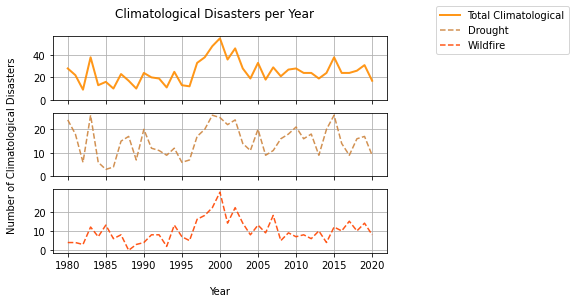 Climatological Disasters per Year
Total Climatological
Drought
Wildfire
Number of Climatological Disasters
40
20
0
20
10
0
20
10
0
1980 1985 1990 1995 2000 2005 2010 2015 2020
Year